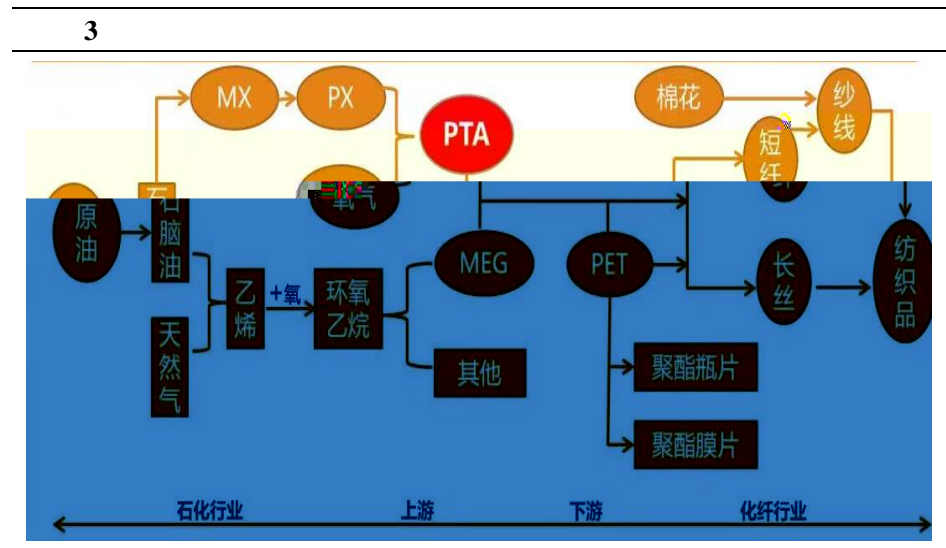 3
MX
PX
PTA
棉花
纱线
短纤
氧气
原油
石脑油
天然气
乙烯
+氧
环氧乙烷
MEG
其他
PET
长丝
纺织品
聚酯瓶片
聚酯膜片
石化行业
上游
下游
化纤行业